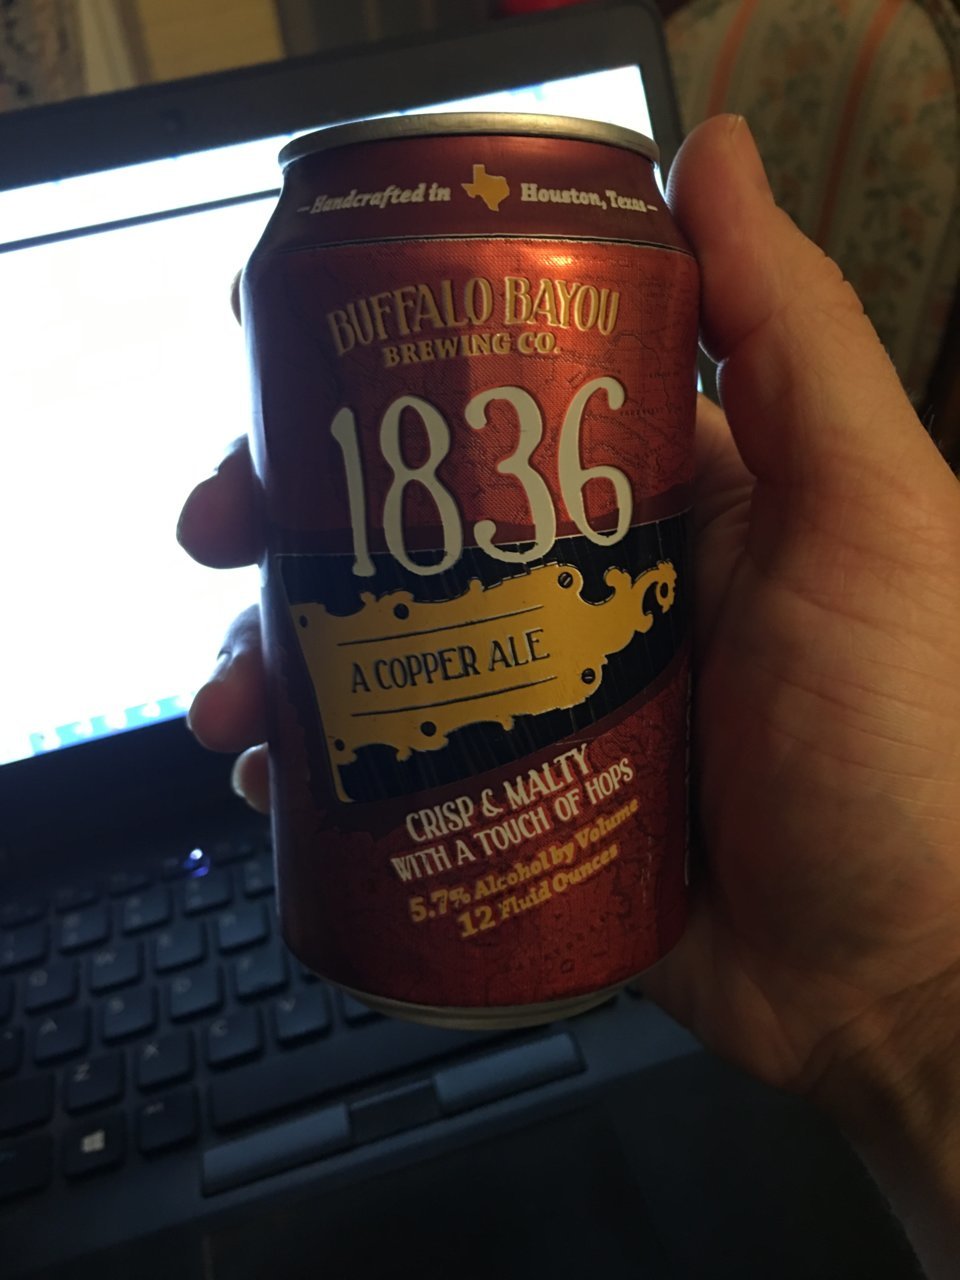 Handcrafted in Houston, Texas
BUFFALO BAYOU
BREWING CO.
1836
A COPPER ALE
CRISP & MALTY
WITH A TOUCH OF HOPS
5.7% Alcohol by Volume
12 Fluid Ounces
A
S
D
Z
X
C
V